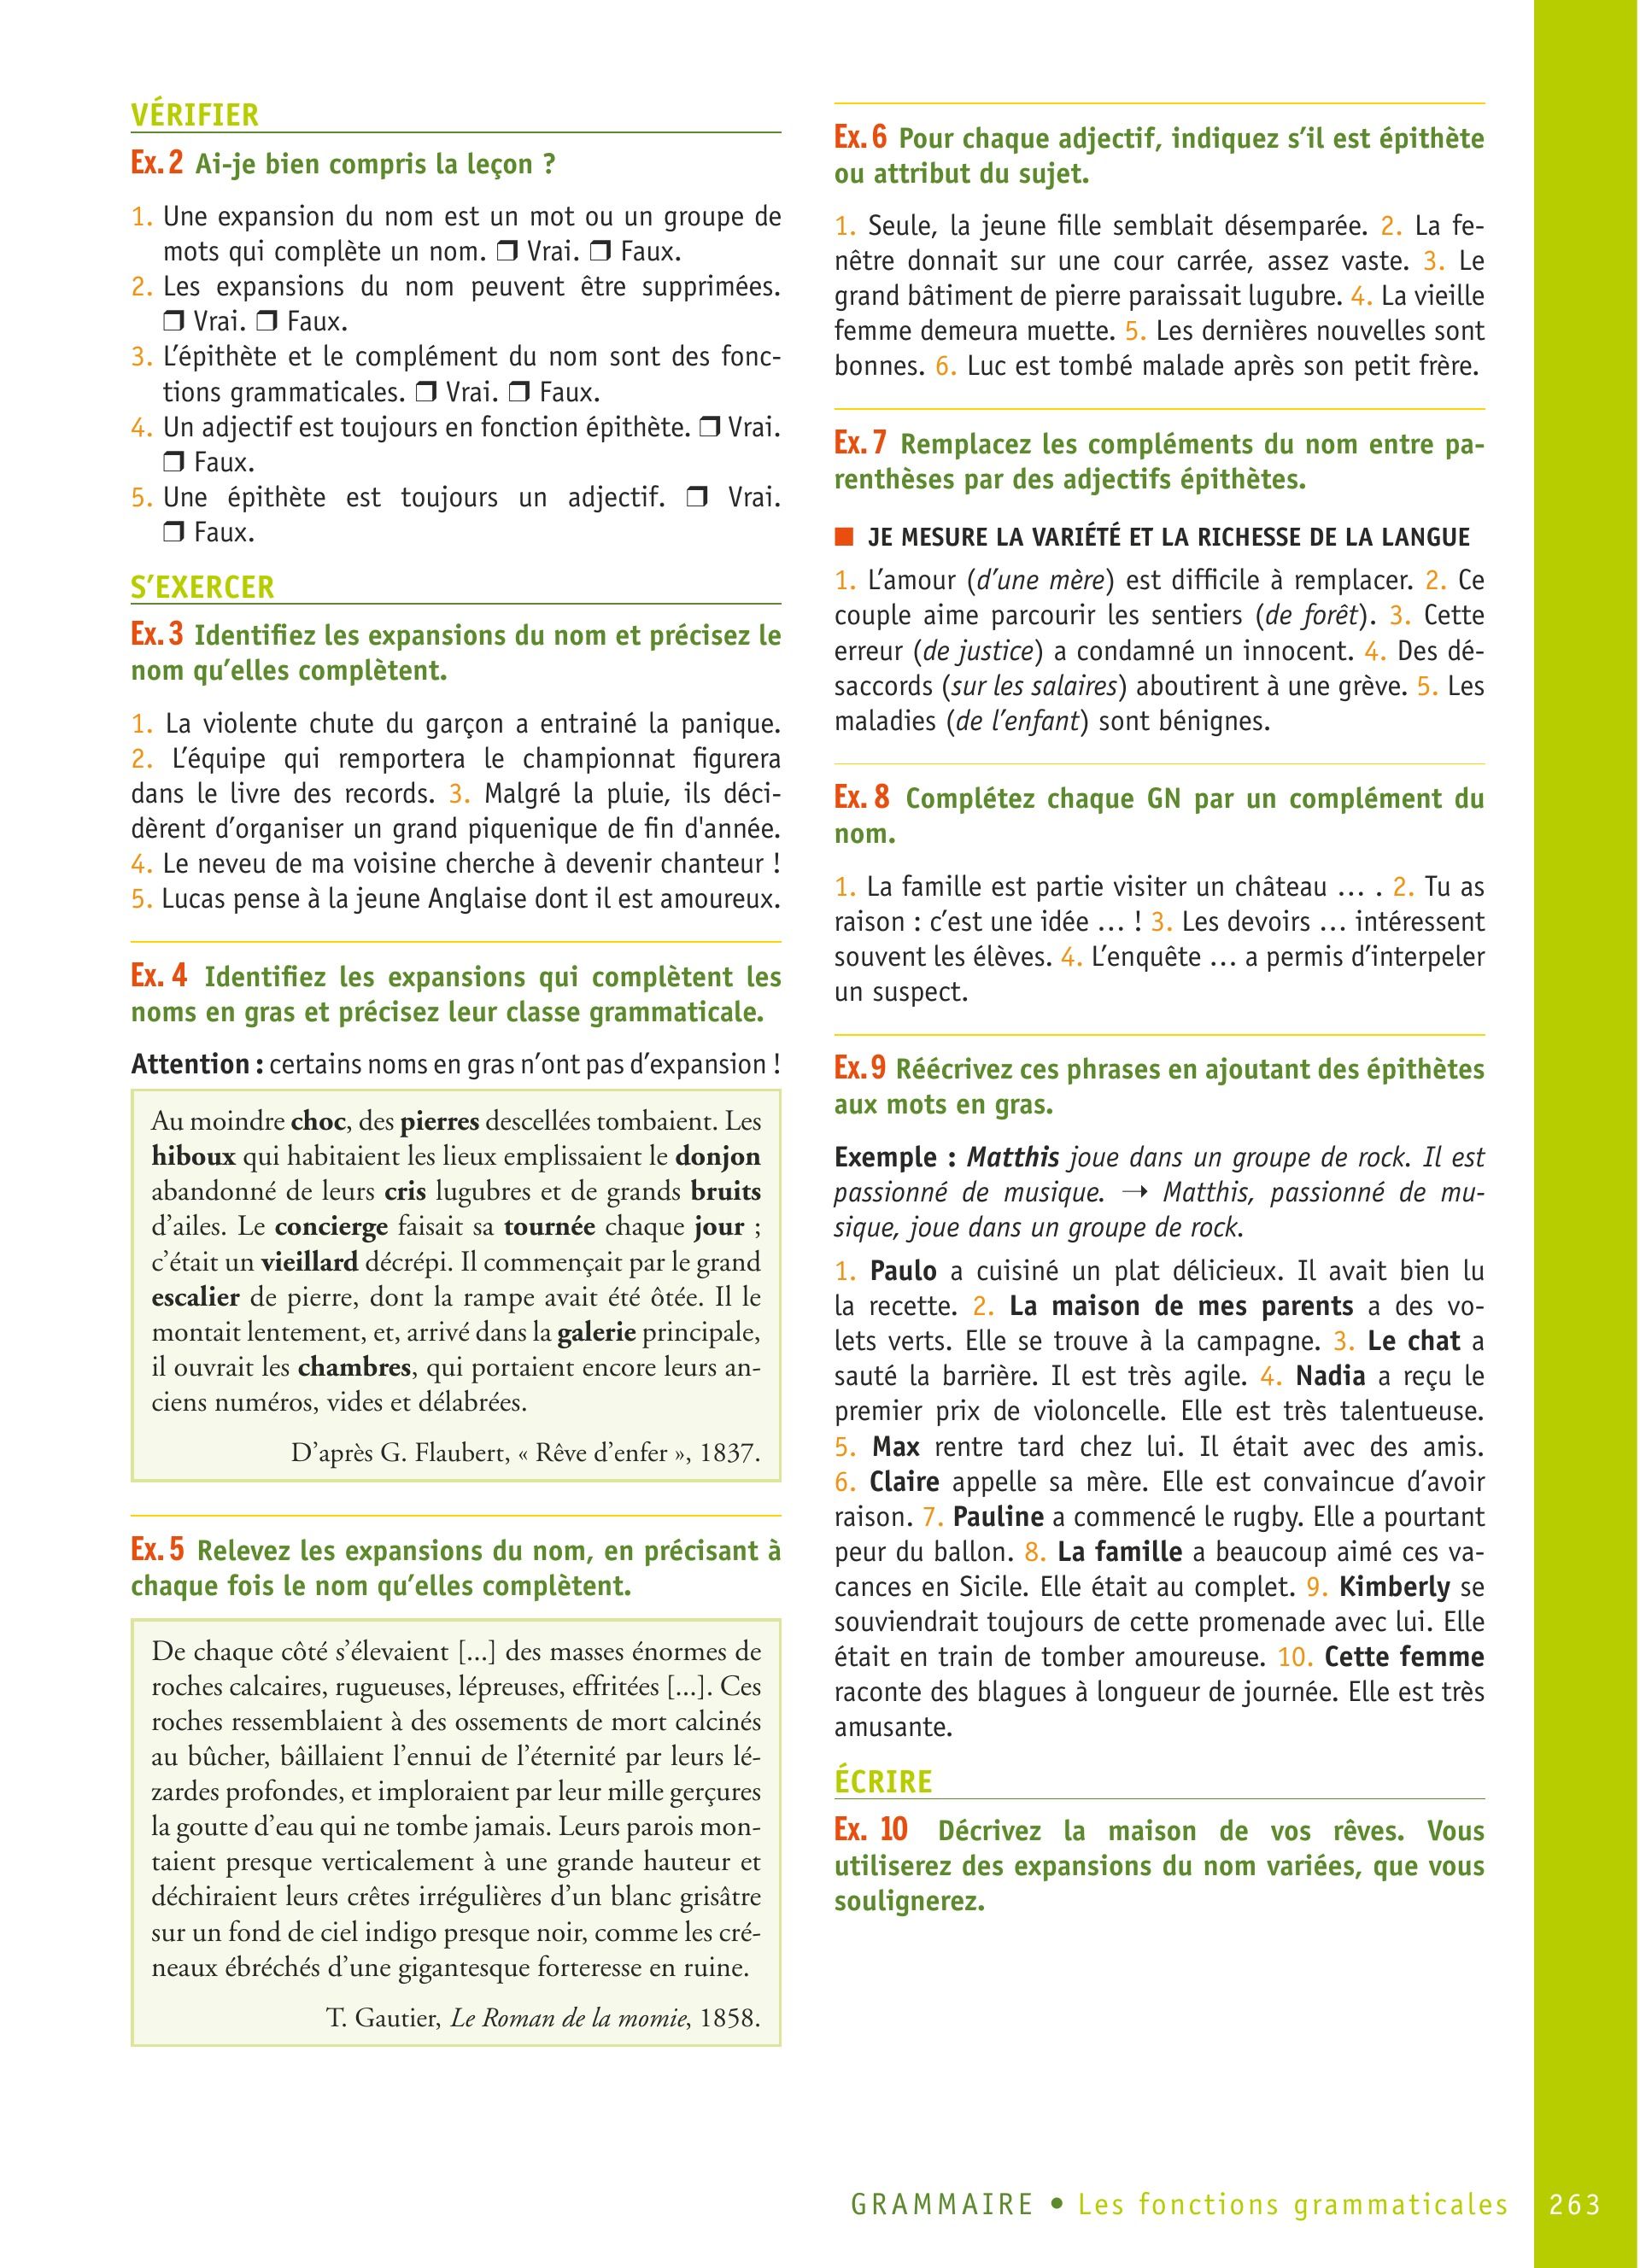 VÉRIFIER
Ex. 2 Ai-je bien compris la leçon ?
1. Une expansion du nom est un mot ou un groupe de
mots qui complète un nom. ❒ Vrai. ❒ Faux.
2. Les expansions du nom peuvent être supprimées.
❒ Vrai. ❒ Faux.
3. L’épithète et le complément du nom sont des fonc-
tions grammaticales. ❒ Vrai. ❒ Faux.
4. Un adjectif est toujours en fonction épithète. ❒ Vrai.
❒ Faux.
5. Une épithète est toujours un adjectif. ❒ Vrai.
❒ Faux.
S’EXERCER
Ex. 3 Identifiez les expansions du nom et précisez le
nom qu’elles complètent.
1. La violente chute du garçon a entrainé la panique.
2. L’équipe qui remportera le championnat figurera
dans le livre des records. 3. Malgré la pluie, ils déci-
dèrent d’organiser un grand piquenique de fin d'année.
4. Le neveu de ma voisine cherche à devenir chanteur !
5. Lucas pense à la jeune Anglaise dont il est amoureux.
Ex. 4 Identifiez les expansions qui complètent les
noms en gras et précisez leur classe grammaticale.
Attention : certains noms en gras n’ont pas d’expansion !
Au moindre choc, des pierres descellées tombaient. Les
hiboux qui habitaient les lieux emplissaient le donjon
abandonné de leurs cris lugubres et de grands bruits
d’ailes. Le concierge faisait sa tournée chaque jour ;
c’était un vieillard décrépi. Il commençait par le grand
escalier de pierre, dont la rampe avait été ôtée. Il le
montait lentement, et, arrivé dans la galerie principale,
il ouvrait les chambres, qui portaient encore leurs an-
ciens numéros, vides et délabrées.
D’après G. Flaubert, « Rêve d’enfer », 1837.
Ex. 5 Relevez les expansions du nom, en précisant à
chaque fois le nom qu’elles complètent.
De chaque côté s’élevaient [...] des masses énormes de
roches calcaires, rugueuses, lépreuses, effritées [...]. Ces
roches ressemblaient à des ossements de mort calcinés
au bûcher, bâillaient l’ennui de l’éternité par leurs lé-
zardes profondes, et imploraient par leur mille gerçures
la goutte d’eau qui ne tombe jamais. Leurs parois mon-
taient presque verticalement à une grande hauteur et
déchiraient leurs crêtes irrégulières d’un blanc grisâtre
sur un fond de ciel indigo presque noir, comme les cré-
neaux ébréchés d’une gigantesque forteresse en ruine.
T. Gautier, Le Roman de la momie, 1858.
Ex. 6 Pour chaque adjectif, indiquez s’il est épithète
ou attribut du sujet.
1. Seule, la jeune fille semblait désemparée. 2. La fe-
nêtre donnait sur une cour carrée, assez vaste. 3. Le
grand bâtiment de pierre paraissait lugubre. 4. La vieille
femme demeura muette. 5. Les dernières nouvelles sont
bonnes. 6. Luc est tombé malade après son petit frère.
Ex. 7 Remplacez les compléments du nom entre pa-
renthèses par des adjectifs épithètes.
■ JE MESURE LA VARIÉTÉ ET LA RICHESSE DE LA LANGUE
1. L’amour (d’une mère) est difficile à remplacer. 2. Ce
couple aime parcourir les sentiers (de forêt). 3. Cette
erreur (de justice) a condamné un innocent. 4. Des dé-
saccords (sur les salaires) aboutirent à une grève. 5. Les
maladies (de l’enfant) sont bénignes.
Ex. 8 Complétez chaque GN par un complément du
nom.
1. La famille est partie visiter un château ... . 2. Tu as
raison : c’est une idée ... ! 3. Les devoirs ... intéressent
souvent les élèves. 4. L’enquête ... a permis d’interpeler
un suspect.
Ex. 9 Réécrivez ces phrases en ajoutant des épithètes
aux mots en gras.
Exemple : Matthis joue dans un groupe de rock. Il est
passionné de musique. → Matthis, passionné de mu-
sique, joue dans un groupe de rock.
1. Paulo a cuisiné un plat délicieux. Il avait bien lu
la recette. 2. La maison de mes parents a des vo-
lets verts. Elle se trouve à la campagne. 3. Le chat a
sauté la barrière. Il est très agile. 4. Nadia a reçu le
premier prix de violoncelle. Elle est très talentueuse.
5. Max rentre tard chez lui. Il était avec des amis.
6. Claire appelle sa mère. Elle est convaincue d’avoir
raison. 7. Pauline a commencé le rugby. Elle a pourtant
peur du ballon. 8. La famille a beaucoup aimé ces va-
cances en Sicile. Elle était au complet. 9. Kimberly se
souviendrait toujours de cette promenade avec lui. Elle
était en train de tomber amoureuse. 10. Cette femme
raconte des blagues à longueur de journée. Elle est très
amusante.
ÉCRIRE
Ex. 10 Décrivez la maison de vos rêves. Vous
utiliserez des expansions du nom variées, que vous
soulignerez.
GRAMMAIRE • Les fonctions grammaticales 263